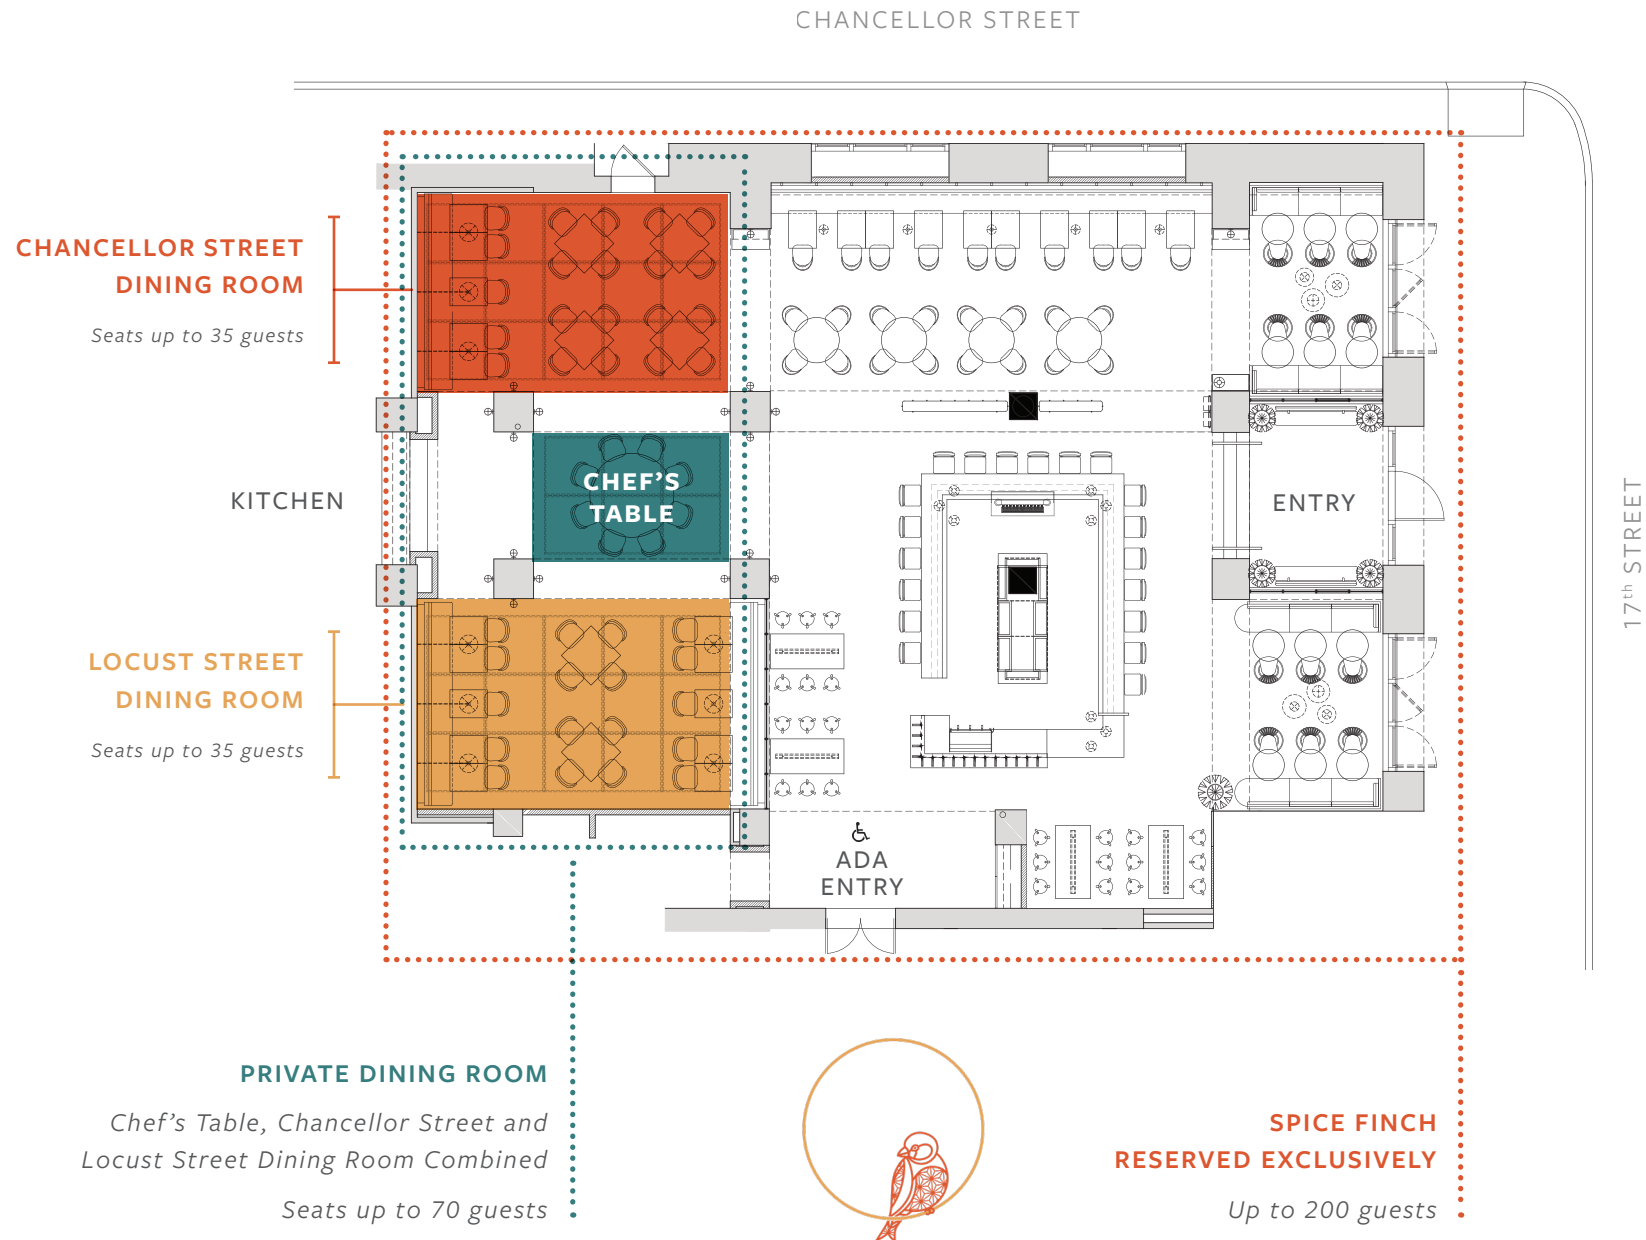 CHANCELLOR STREET
CHANCELLOR STREET
DINING ROOM
Seats up to 35 guests
KITCHEN
CHEF'S
TABLE
ENTRY
17th STREET
LOCUST STREET
DINING ROOM
Seats up to 35 guests
ADA
ENTRY
PRIVATE DINING ROOM
Chef's Table, Chancellor Street and
Locust Street Dining Room Combined
Seats up to 70 guests
SPICE FINCH
RESERVED EXCLUSIVELY
Up to 200 guests